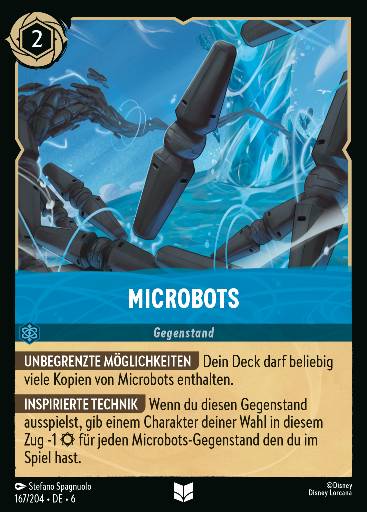 2
MICROBOTS
Gegenstand
UNBEGRENZTE MÖGLICHKEITEN Dein Deck darf beliebig
viele Kopien von Microbots enthalten.
INSPIRIERTE TECHNIK Wenn du diesen Gegenstand
ausspielst, gib einem Charakter deiner Wahl in diesem
Zug -1 für jeden Microbots-Gegenstand den du im
Spiel hast.
Stefano Spagnuolo
167/204 • DE • 6
©Disney
Disney Lorcana